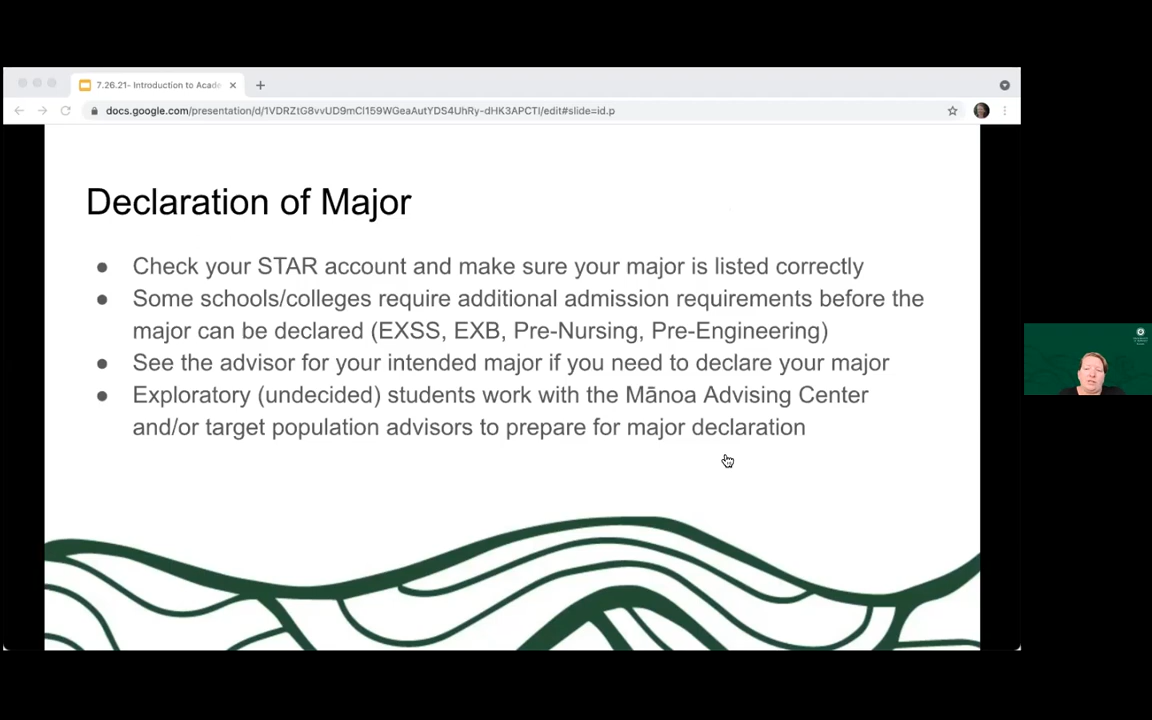 7.26.21- Introduction to Acade
docs.google.com/presentation/d/1VDRZtG8vvUD9mCl159WGeaAutYDS4UhRy-dHK3APCTI/edit#slide=id.p
Declaration of Major
● Check your STAR account and make sure your major is listed correctly
● Some schools/colleges require additional admission requirements before the
major can be declared (EXSS, EXB, Pre-Nursing, Pre-Engineering)
● See the advisor for your intended major if you need to declare your major
● Exploratory (undecided) students work with the Mānoa Advising Center
and/or target population advisors to prepare for major declaration